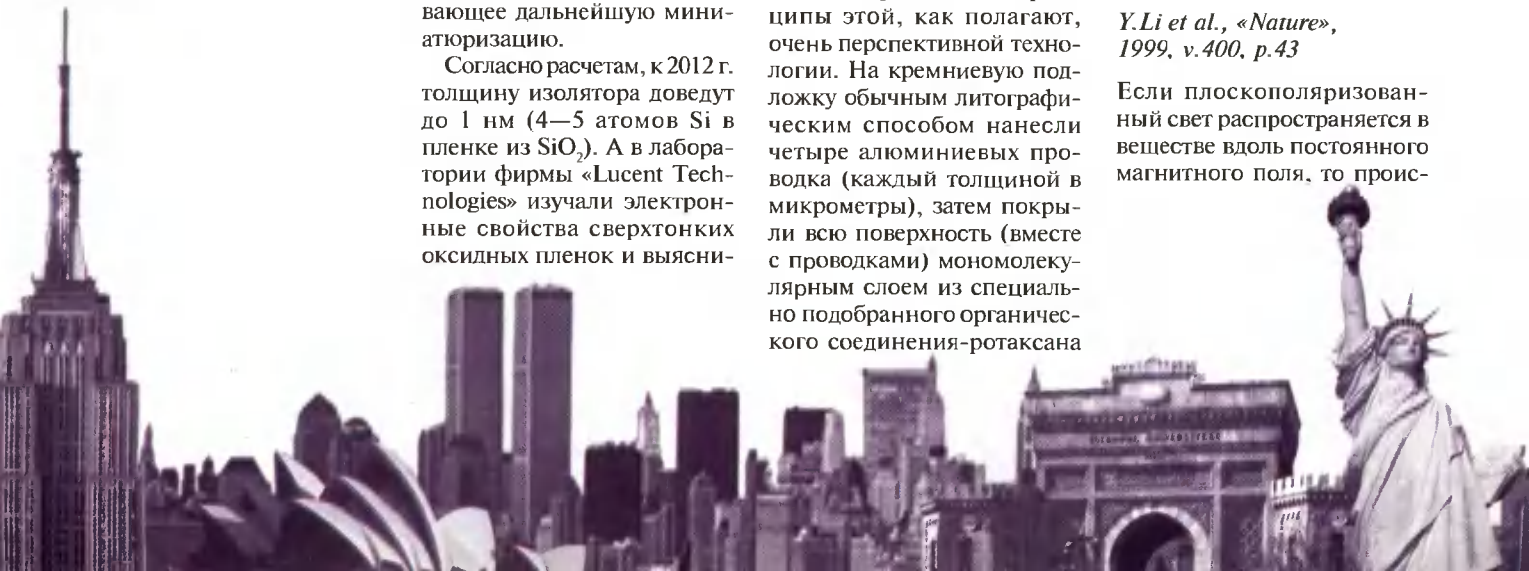 вающее дальнейшую мини-
атюризацию.
Согласно расчетам, к 2012 г.
толщину изолятора доведут
до 1 нм (4—5 атомов Si в
пленке из SiO₂). А в лабора-
тории фирмы «Lucent Tech-
nologies» изучали электрон-
ные свойства сверхтонких
оксидных пленок и выясни-
ципы этой, как полагают,
очень перспективной техно-
логии. На кремниевую под-
ложку обычным литографи-
ческим способом нанесли
четыре алюминиевых про-
водка (каждый толщиной в
микрометры), затем покры-
ли всю поверхность (вместе
с проводками) мономолеку-
лярным слоем из специаль-
но подобранного органичес-
кого соединения-ротаксана
Y.Li et al., «Nature»,
1999, v.400, p.43
Если плоскополяризован-
ный свет распространяется в
веществе вдоль постоянного
магнитного поля, то проис-